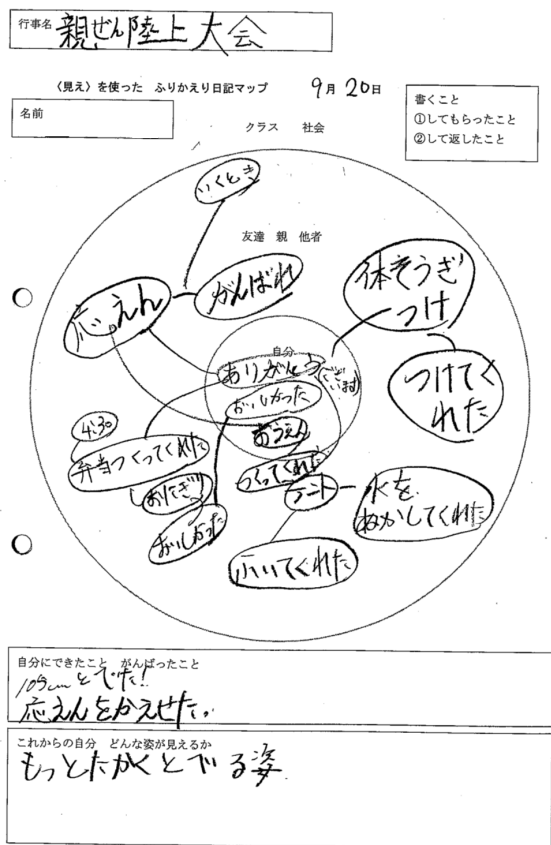 行事名
親ぜん陸上大会
〈見え〉を使った ふりかえり日記マップ
9月20日
名前
書くこと
①してもらったこと
②して返したこと
クラス 社会
いくとき
友達 親 他者
応えん
がんばれ
体そうぎ
つけ
つけてく
れた
自分
ありがとう
(ござ
います)
おいしかった
おうえん
4:30
弁当つくってくれた
つくってくれた
おにぎり
テント
おいしかった
水を
ぬかしてくれた
ふいてくれた
自分にできたこと がんばったこと
109cmとでた!
応えんをかえせた。
これからの自分 どんな姿が見えるか
もっとたかくとでる姿